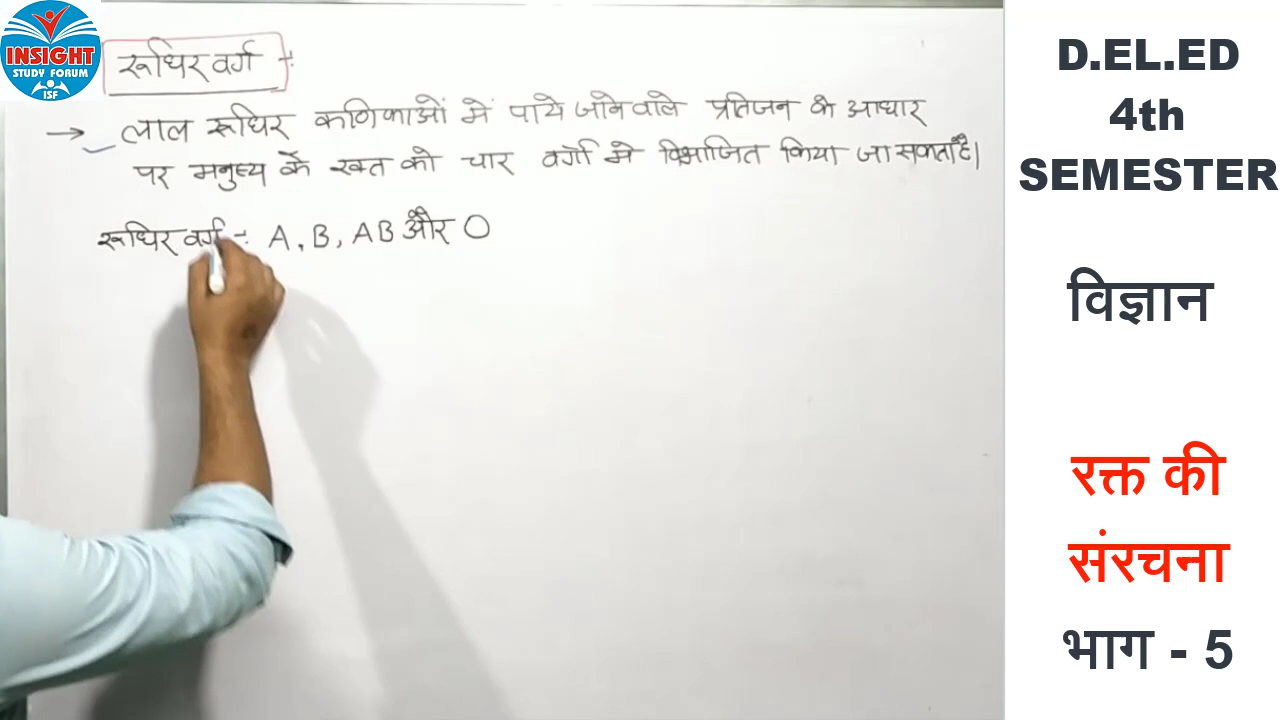 INSIGHT
STUDY FORUM
ISF
रूधिर वर्ग :-
→ लाल रूधिर कणिकाओं में पाये जाने वाले प्रतिजन के आधार
पर मनुष्य के रक्त को चार वर्गो मे विभाजित किया जा सकता है।
रूधिर वर्ग :- A, B, AB और O
D.EL.ED
4th
SEMESTER
विज्ञान
रक्त की
संरचना
भाग - 5